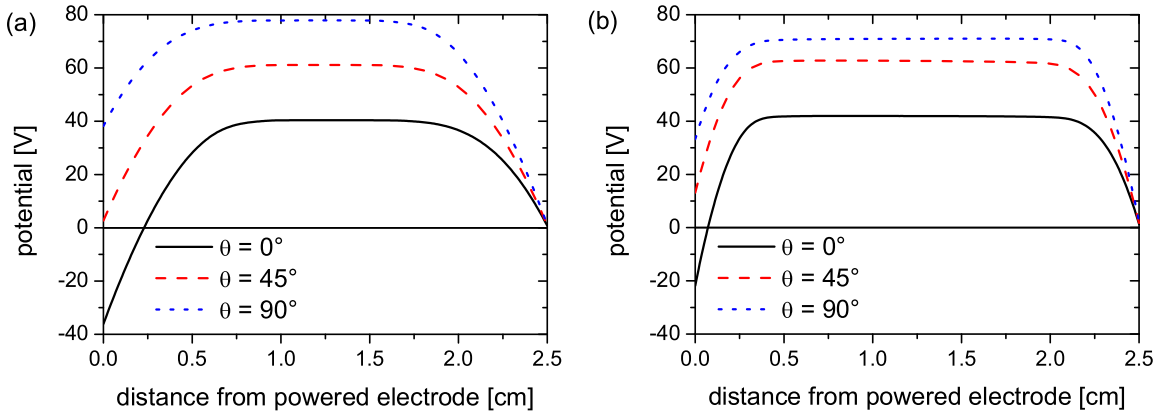 (a)
potential [V]
80
60
40
20
0
-20
-40
θ = 0°
θ = 45°
θ = 90°
0.0 0.5 1.0 1.5 2.0 2.5
distance from powered electrode [cm]
(b)
potential [V]
80
60
40
20
0
-20
-40
θ = 0°
θ = 45°
θ = 90°
0.0 0.5 1.0 1.5 2.0 2.5
distance from powered electrode [cm]